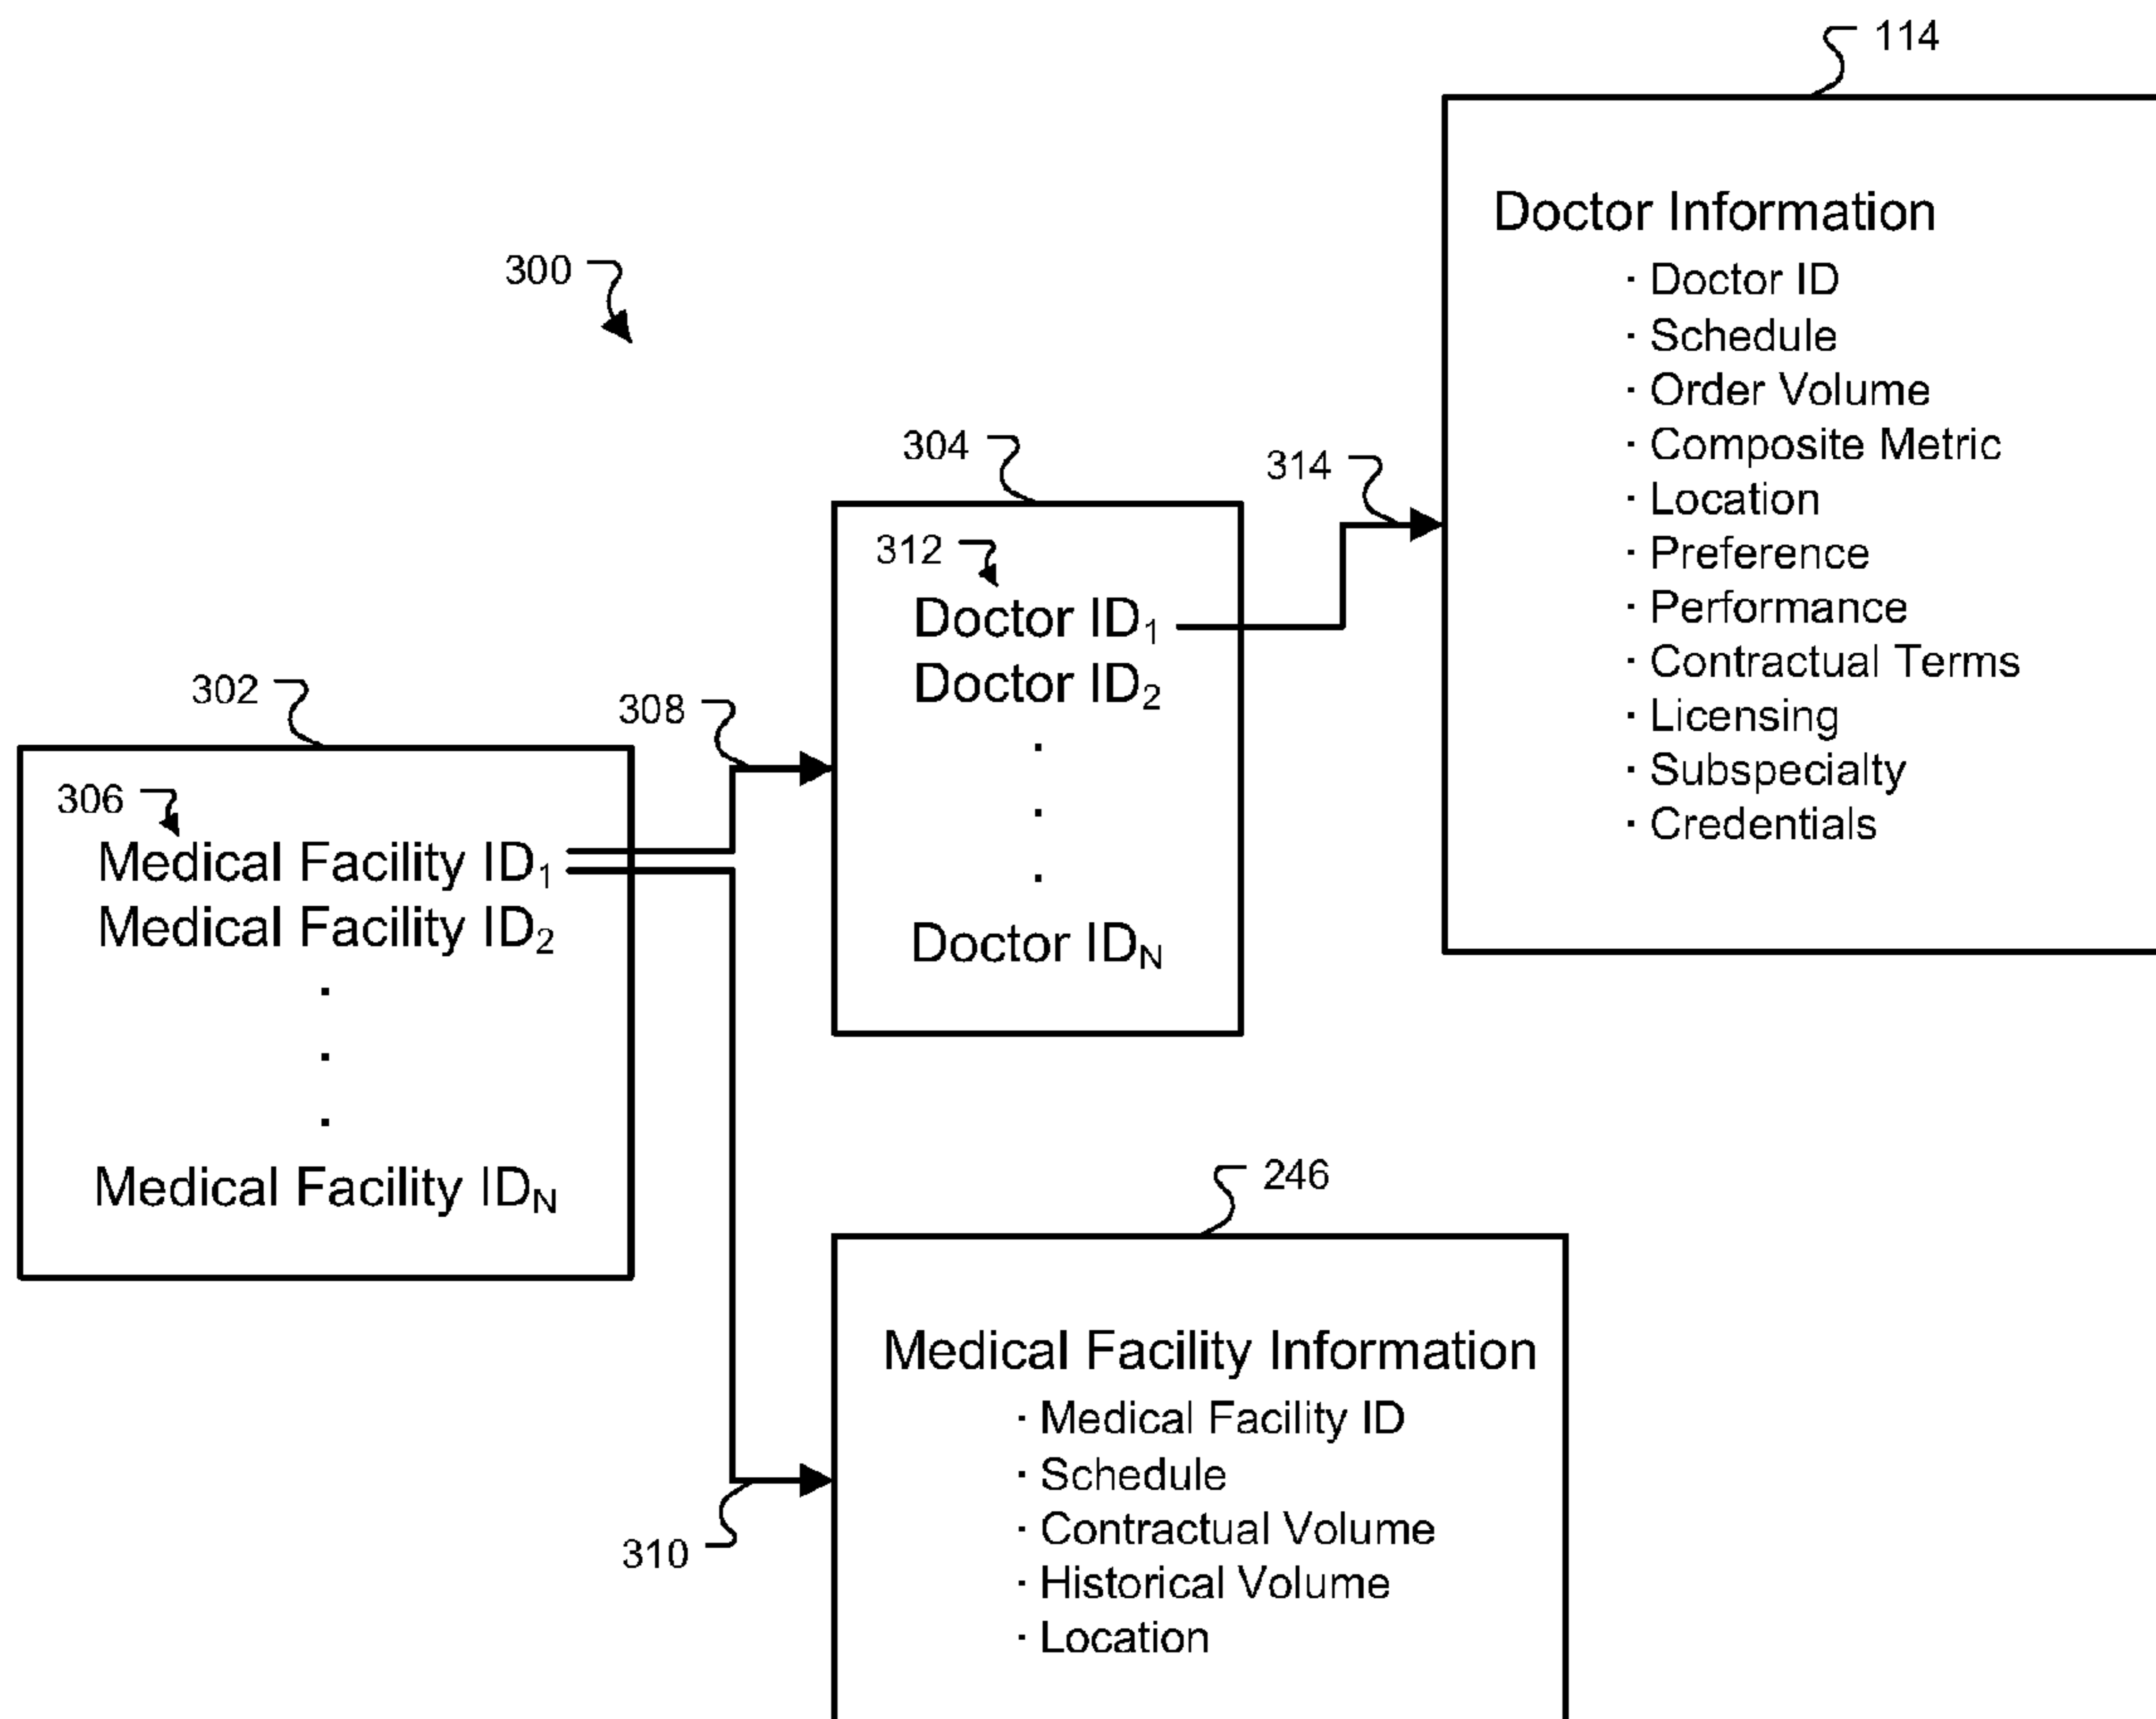 114
Doctor Information
· Doctor ID
· Schedule
· Order Volume
· Composite Metric
· Location
· Preference
· Performance
· Contractual Terms
· Licensing
· Subspecialty
· Credentials
300
304
314
312
Doctor ID₁
Doctor ID₂
.
.
.
Doctor IDN
302
308
306
Medical Facility ID₁
Medical Facility ID₂
.
.
.
Medical Facility IDN
246
Medical Facility Information
· Medical Facility ID
· Schedule
· Contractual Volume
· Historical Volume
· Location
310